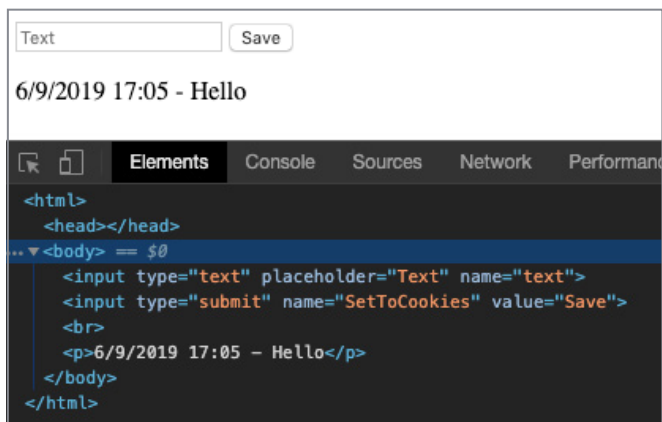 Text Save
6/9/2019 17:05 - Hello
Elements Console Sources Network
<html>
<head></head>
... ▼<body> == $0
<input type="text" placeholder="Text" name="text">
<input type="submit" name="SetToCookies" value="Save">
<br>
<p>6/9/2019 17:05 – Hello</p>
</body>
</html>